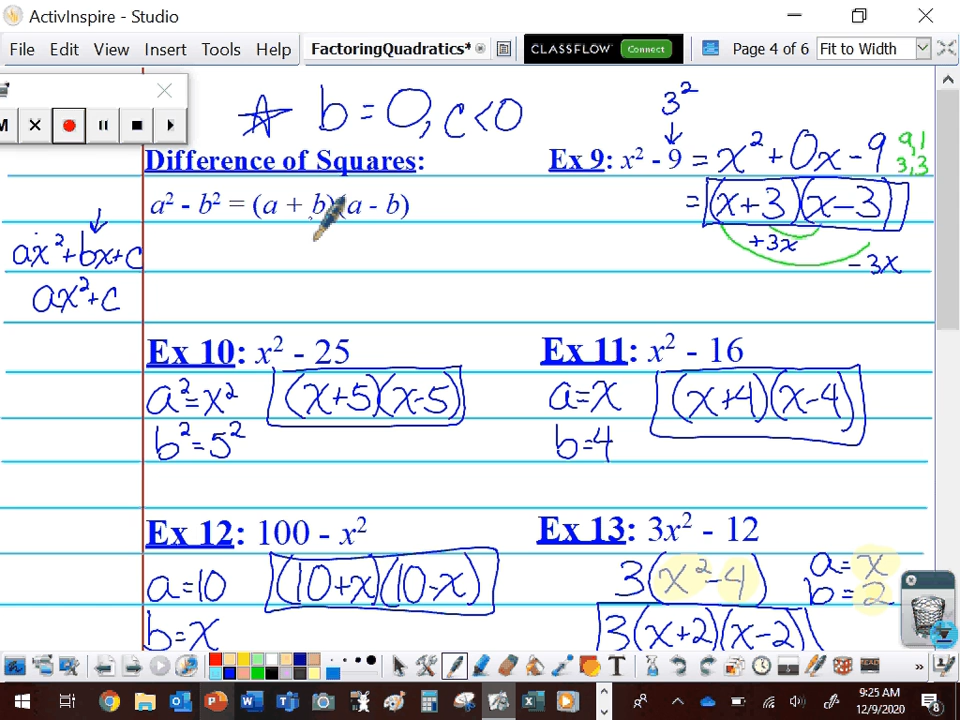 ActivInspire - Studio
File Edit View Insert Tools Help FactoringQuadratics* CLASSFLOW Connect Page 4 of 6 Fit to Width
M
☆ b = 0, c < 0
3²
↓
Difference of Squares: Ex 9: x² - 9 = x² + 0x - 9 9,1
3,3
a² - b² = (a + b)(a - b) = (x+3)(x-3)
+3x
-3x
↓
ax²+bx+c
ax²+c
Ex 10: x² - 25 Ex 11: x² - 16
a²=x² (x+5)(x-5) a=x (x+4)(x-4)
b²=5² b=4
Ex 12: 100 - x² Ex 13: 3x² - 12
a=10 (10+x)(10-x) 3(x²-4) a=x
b=2
b=x 3(x+2)(x-2)
T
9:25 AM
12/9/2020
8